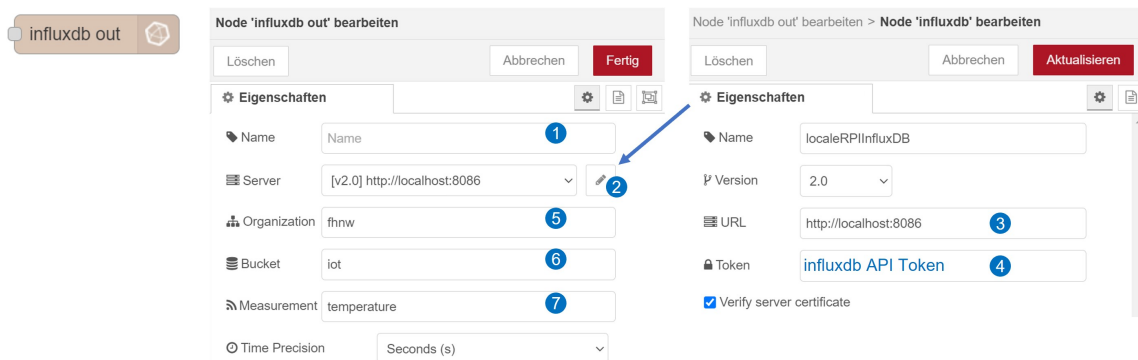 influxdb out
Node 'influxdb out' bearbeiten
Löschen
Abbrechen
Fertig
Eigenschaften
Name
Name
1
Server
[v2.0] http://localhost:8086
2
Organization
fhnw
5
Bucket
iot
6
Measurement
temperature
7
Time Precision
Seconds (s)
Node 'influxdb out' bearbeiten > Node 'influxdb' bearbeiten
Löschen
Abbrechen
Aktualisieren
Eigenschaften
Name
localeRPIInfluxDB
Version
2.0
URL
http://localhost:8086
3
Token
influxdb API Token
4
Verify server certificate